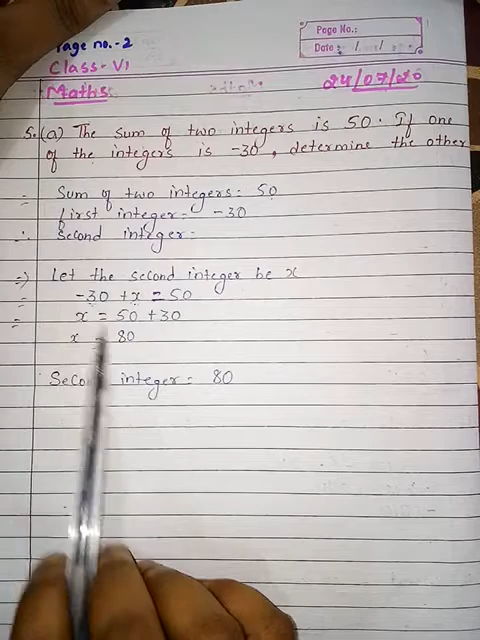 Page no.-2
Page No.:
Date: / /
Class-VI
Maths
24/07/20
5. (a) The sum of two integers is 50. If one
of the integers is -30, determine the other
= Sum of two integers = 50
First integer = -30
∴ Second integer =
=> Let the second integer be x
= -30 + x = 50
= x = 50 + 30
x = 80
Second integer = 80